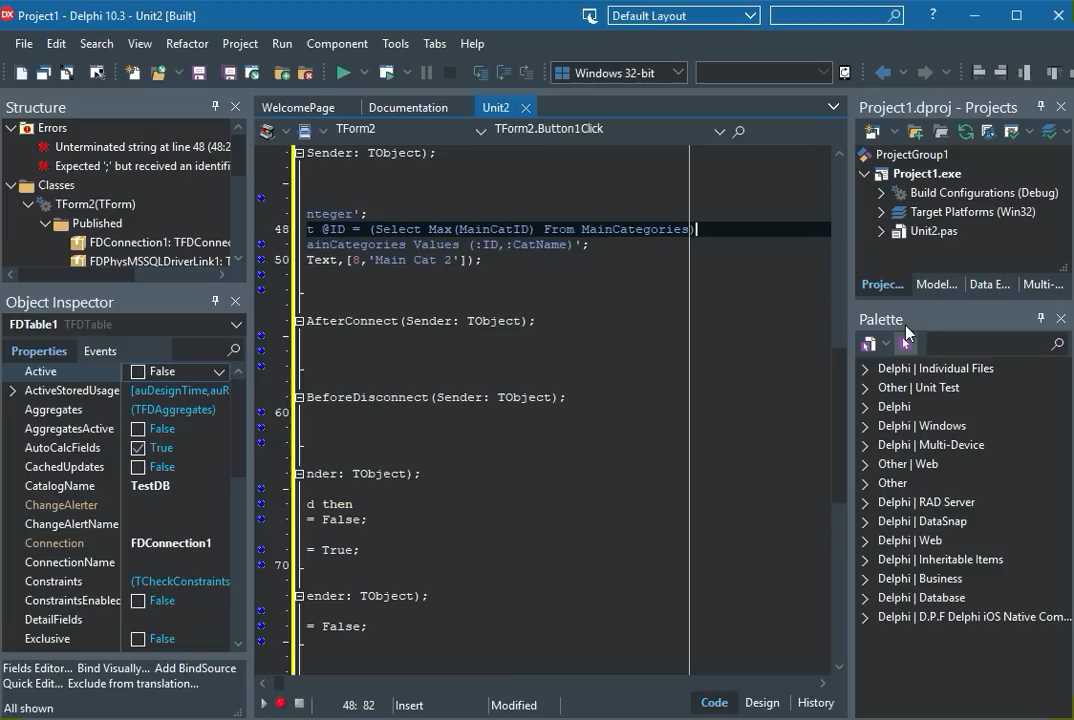 DX Project1 - Delphi 10.3 - Unit2 [Built]
Default Layout
?
File Edit Search View Refactor Project Run Component Tools Tabs Help
Windows 32-bit
Structure
Errors
Unterminated string at line 48 (48:2
Expected ';' but received an identifi
Classes
TForm2(TForm)
Published
FDConnection1: TFDConne
FDPhysMSSQLDriverLink1: T
Object Inspector
FDTable1 TFDTable
Properties Events
Active False
ActiveStoredUsage [auDesignTime,auR
Aggregates (TFDAggregates)
AggregatesActive False
AutoCalcFields True
CachedUpdates False
CatalogName TestDB
ChangeAlerter
ChangeAlertName
Connection FDConnection1
ConnectionName
Constraints (TCheckConstraints
ConstraintsEnabled False
DetailFields
Exclusive False
Fields Editor... Bind Visually... Add BindSource
Quick Edit... Exclude from translation...
All shown
WelcomePage Documentation Unit2
TForm2 TForm2.Button1Click
Sender: TObject);
nteger';
48 t @ID = (Select Max(MainCatID) From MainCategories)
ainCategories Values (:ID,:CatName)';
50 Text,[8,'Main Cat 2']);
AfterConnect(Sender: TObject);
BeforeDisconnect(Sender: TObject);
60
nder: TObject);
d then
= False;
= True;
70
ender: TObject);
= False;
48: 82 Insert Modified Code Design History
Project1.dproj - Projects
ProjectGroup1
Project1.exe
Build Configurations (Debug)
Target Platforms (Win32)
Unit2.pas
Projec... Model... Data E... Multi-...
Palette
Delphi | Individual Files
Other | Unit Test
Delphi
Delphi | Windows
Delphi | Multi-Device
Other | Web
Other
Delphi | RAD Server
Delphi | DataSnap
Delphi | Web
Delphi | Inheritable Items
Delphi | Business
Delphi | Database
Delphi | D.P.F Delphi iOS Native Com...